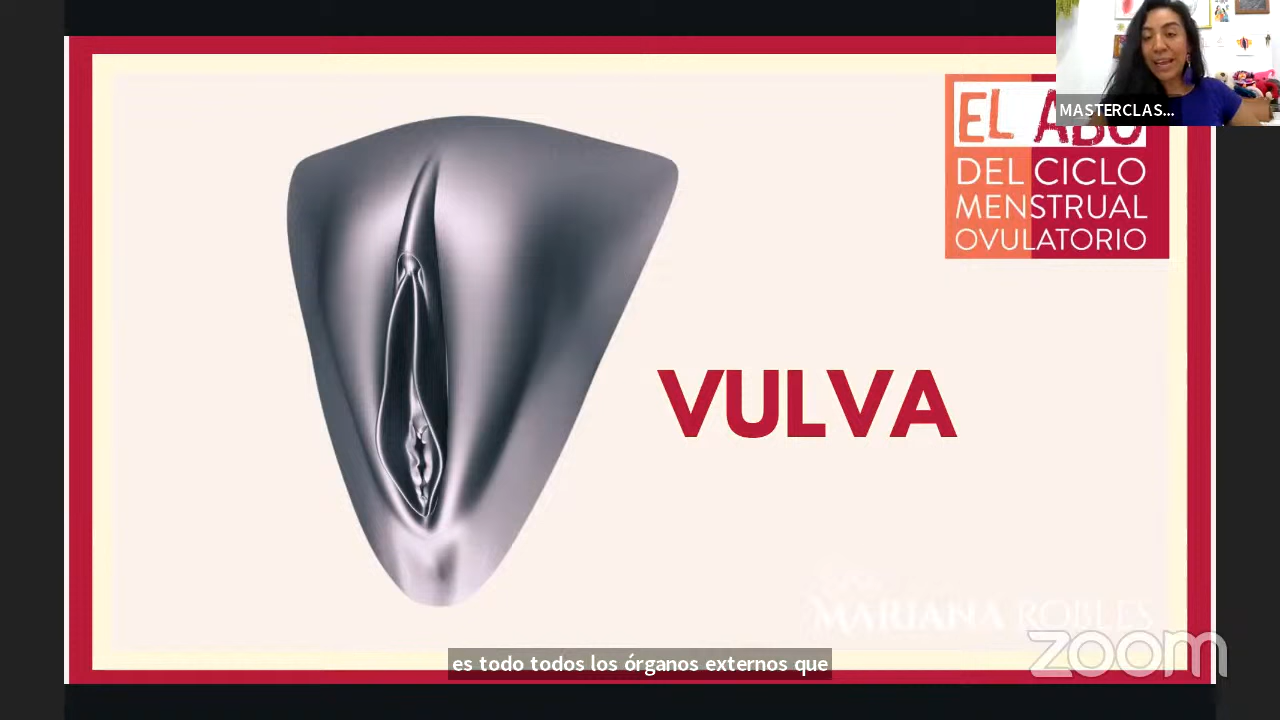 MASTERCLAS...
EL ABC
DEL CICLO
MENSTRUAL
OVULATORIO
VULVA
MARIANA ROBLES
zoom
es todo todos los órganos externos que